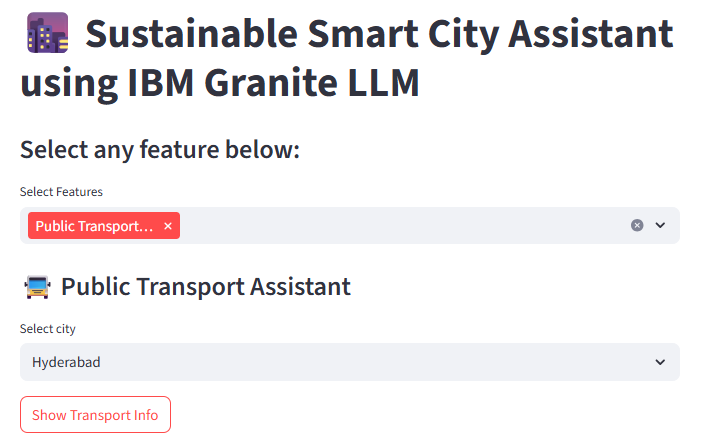 Sustainable Smart City Assistant
using IBM Granite LLM
Select any feature below:
Select Features
Public Transport...
Public Transport Assistant
Select city
Hyderabad
Show Transport Info